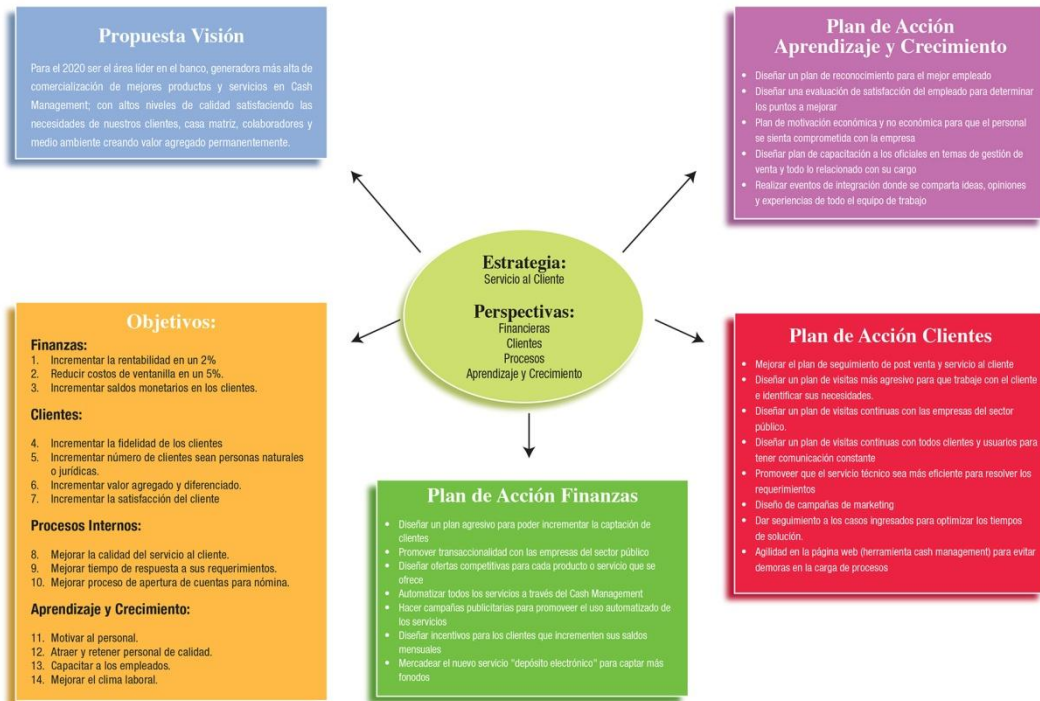 Propuesta Visión
Para el 2020 ser el área líder en el banco, generadora más alta de
comercialización de mejores productos y servicios en Cash
Management; con altos niveles de calidad satisfaciendo las
necesidades de nuestros clientes, casa matriz, colaboradores y
medio ambiente creando valor agregado permanentemente.
Plan de Acción
Aprendizaje y Crecimiento
• Diseñar un plan de reconocimiento para el mejor empleado
• Diseñar una evaluación de satisfacción del empleado para determinar
los puntos a mejorar
• Plan de motivación económica y no económica para que el personal
se sienta comprometida con la empresa
• Diseñar plan de capacitación a los oficiales en temas de gestión de
venta y todo lo relacionado con su cargo
• Realizar eventos de integración donde se comparta ideas, opiniones
y experiencias de todo el equipo de trabajo
Estrategia:
Servicio al Cliente
Perspectivas:
Financieras
Clientes
Procesos
Aprendizaje y Crecimiento
Objetivos:
Finanzas:
1. Incrementar la rentabilidad en un 2%
2. Reducir costos de ventanilla en un 5%.
3. Incrementar saldos monetarios en los clientes.
Clientes:
4. Incrementar la fidelidad de los clientes
5. Incrementar número de clientes sean personas naturales
o jurídicas.
6. Incrementar valor agregado y diferenciado.
7. Incrementar la satisfacción del cliente
Procesos Internos:
8. Mejorar la calidad del servicio al cliente.
9. Mejorar tiempo de respuesta a sus requerimientos.
10. Mejorar proceso de apertura de cuentas para nómina.
Aprendizaje y Crecimiento:
11. Motivar al personal.
12. Atraer y retener personal de calidad.
13. Capacitar a los empleados.
14. Mejorar el clima laboral.
Plan de Acción Finanzas
• Diseñar un plan agresivo para poder incrementar la captación de
clientes
• Promover transaccionalidad con las empresas del sector público
• Diseñar ofertas competitivas para cada producto o servicio que se
ofrece
• Automatizar todos los servicios a través del Cash Management
• Hacer campañas publicitarias para promoveer el uso automatizado de
los servicios
• Diseñar incentivos para los clientes que incrementen sus saldos
mensuales
• Mercadear el nuevo servicio "depósito electrónico" para captar más
fonodos
Plan de Acción Clientes
• Mejorar el plan de seguimiento de post venta y servicio al cliente
• Diseñar un plan de visitas más agresivo para que trabaje con el cliente
e identificar sus necesidades.
• Diseñar un plan de visitas continuas con las empresas del sector
público.
• Diseñar un plan de visitas continuas con todos clientes y usuarios para
tener comunicación constante
• Promoveer que el servicio técnico sea más eficiente para resolver los
requerimientos
• Diseño de campañas de marketing
• Dar seguimiento a los casos ingresados para optimizar los tiempos
de solución.
• Agilidad en la página web (herramienta cash management) para evitar
demoras en la carga de procesos